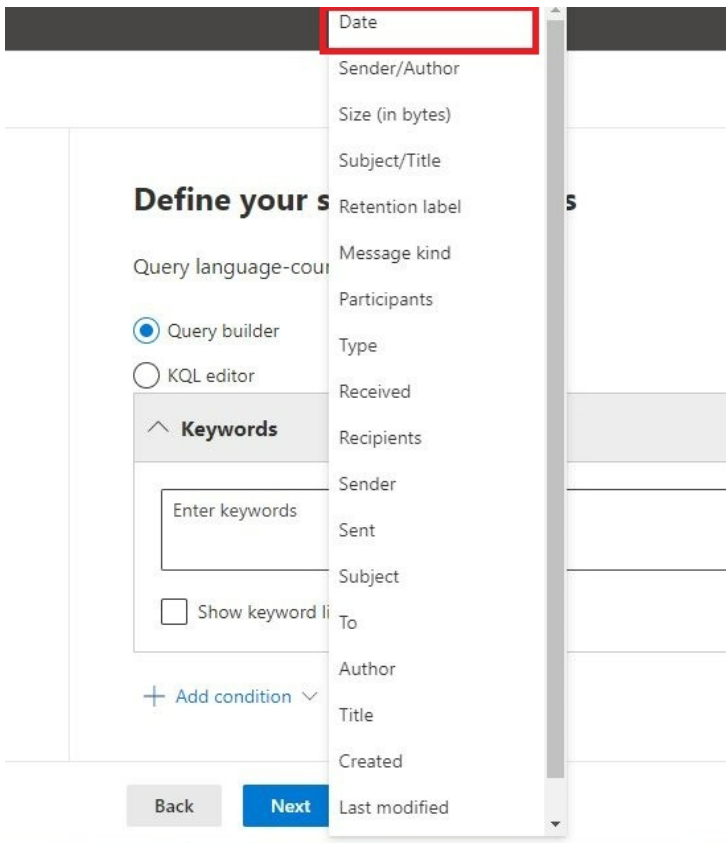 Date
Sender/Author
Size (in bytes)
Subject/Title
Define your s
s
Retention label
Message kind
Query language-cour
Participants
Query builder
Type
KQL editor
Received
Keywords
Recipients
Sender
Enter keywords
Sent
Subject
Show keyword li
To
Author
Add condition
Title
Created
Back
Next
Last modified